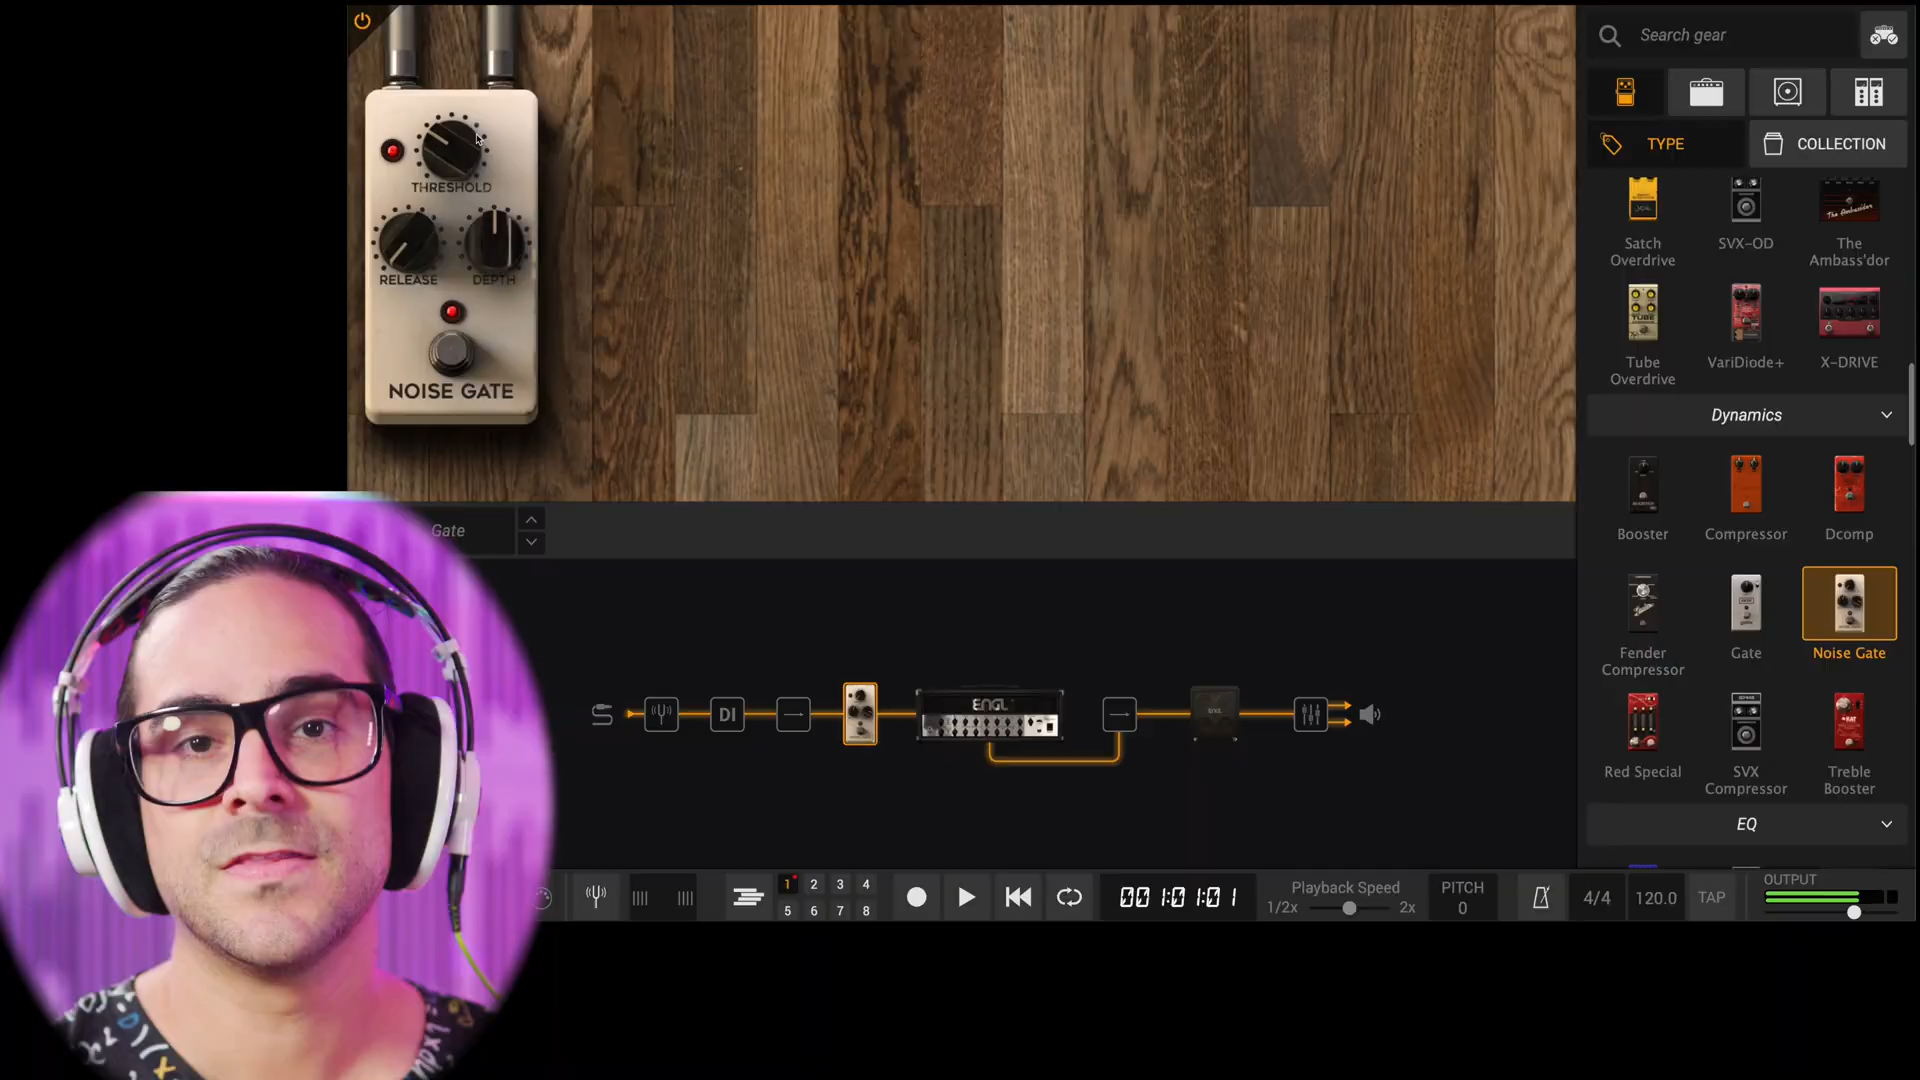 Search gear
TYPE
COLLECTION
THRESHOLD
RELEASE
DEPTH
NOISE GATE
Satch Overdrive
SVX-OD
The Ambass'dor
Tube Overdrive
VariDiode+
X-DRIVE
Dynamics
Booster
Compressor
Dcomp
Fender Compressor
Gate
Noise Gate
Red Special
SVX Compressor
Treble Booster
EQ
Gate
DI
ENGL
1 2 3 4
5 6 7 8
001:01:01
Playback Speed
1/2x
2x
PITCH
0
4/4
120.0
TAP
OUTPUT